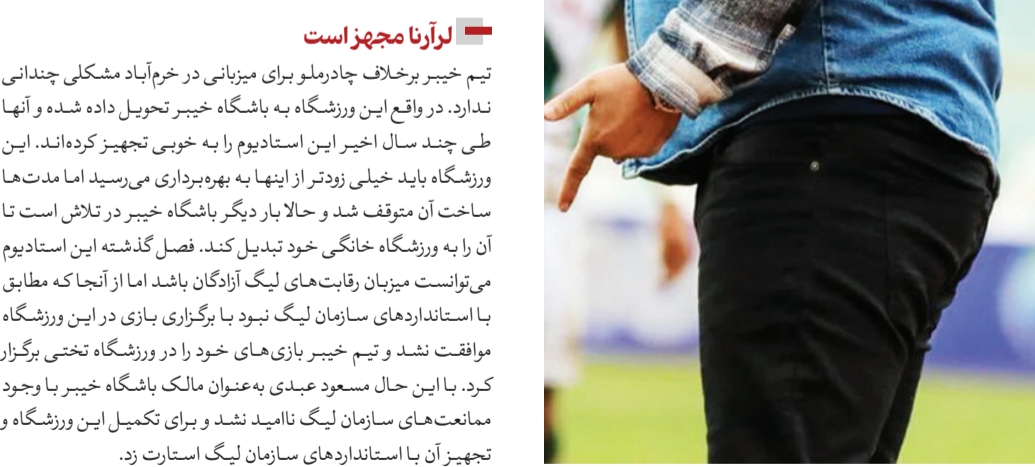 لرآرنا مجهز است
تیم خیبر برخلاف چادرملو برای میزبانی در خرم‌آباد مشکلی چندانی
ندارد. در واقع این ورزشگاه به باشگاه خیبر تحویل داده شده و آنها
طی چند سال اخیر این استادیوم را به خوبی تجهیز کرده‌اند. این
ورزشگاه باید خیلی زودتر از اینها به بهره‌برداری می‌رسید اما مدت‌ها
ساخت آن متوقف شد و حالا بار دیگر باشگاه خیبر در تلاش است تا
آن را به ورزشگاه خانگی خود تبدیل کند. فصل گذشته این استادیوم
می‌توانست میزبان رقابت‌های لیگ آزادگان باشد اما از آنجا که مطابق
با استانداردهای سازمان لیگ نبود با برگزاری بازی در این ورزشگاه
موافقت نشد و تیم خیبر بازی‌های خود را در ورزشگاه تختی برگزار
کرد. با این حال مسعود عبدی به‌عنوان مالک باشگاه خیبر با وجود
ممانعت‌های سازمان لیگ ناامید نشد و برای تکمیل این ورزشگاه و
تجهیز آن با استانداردهای سازمان لیگ استارت زد.